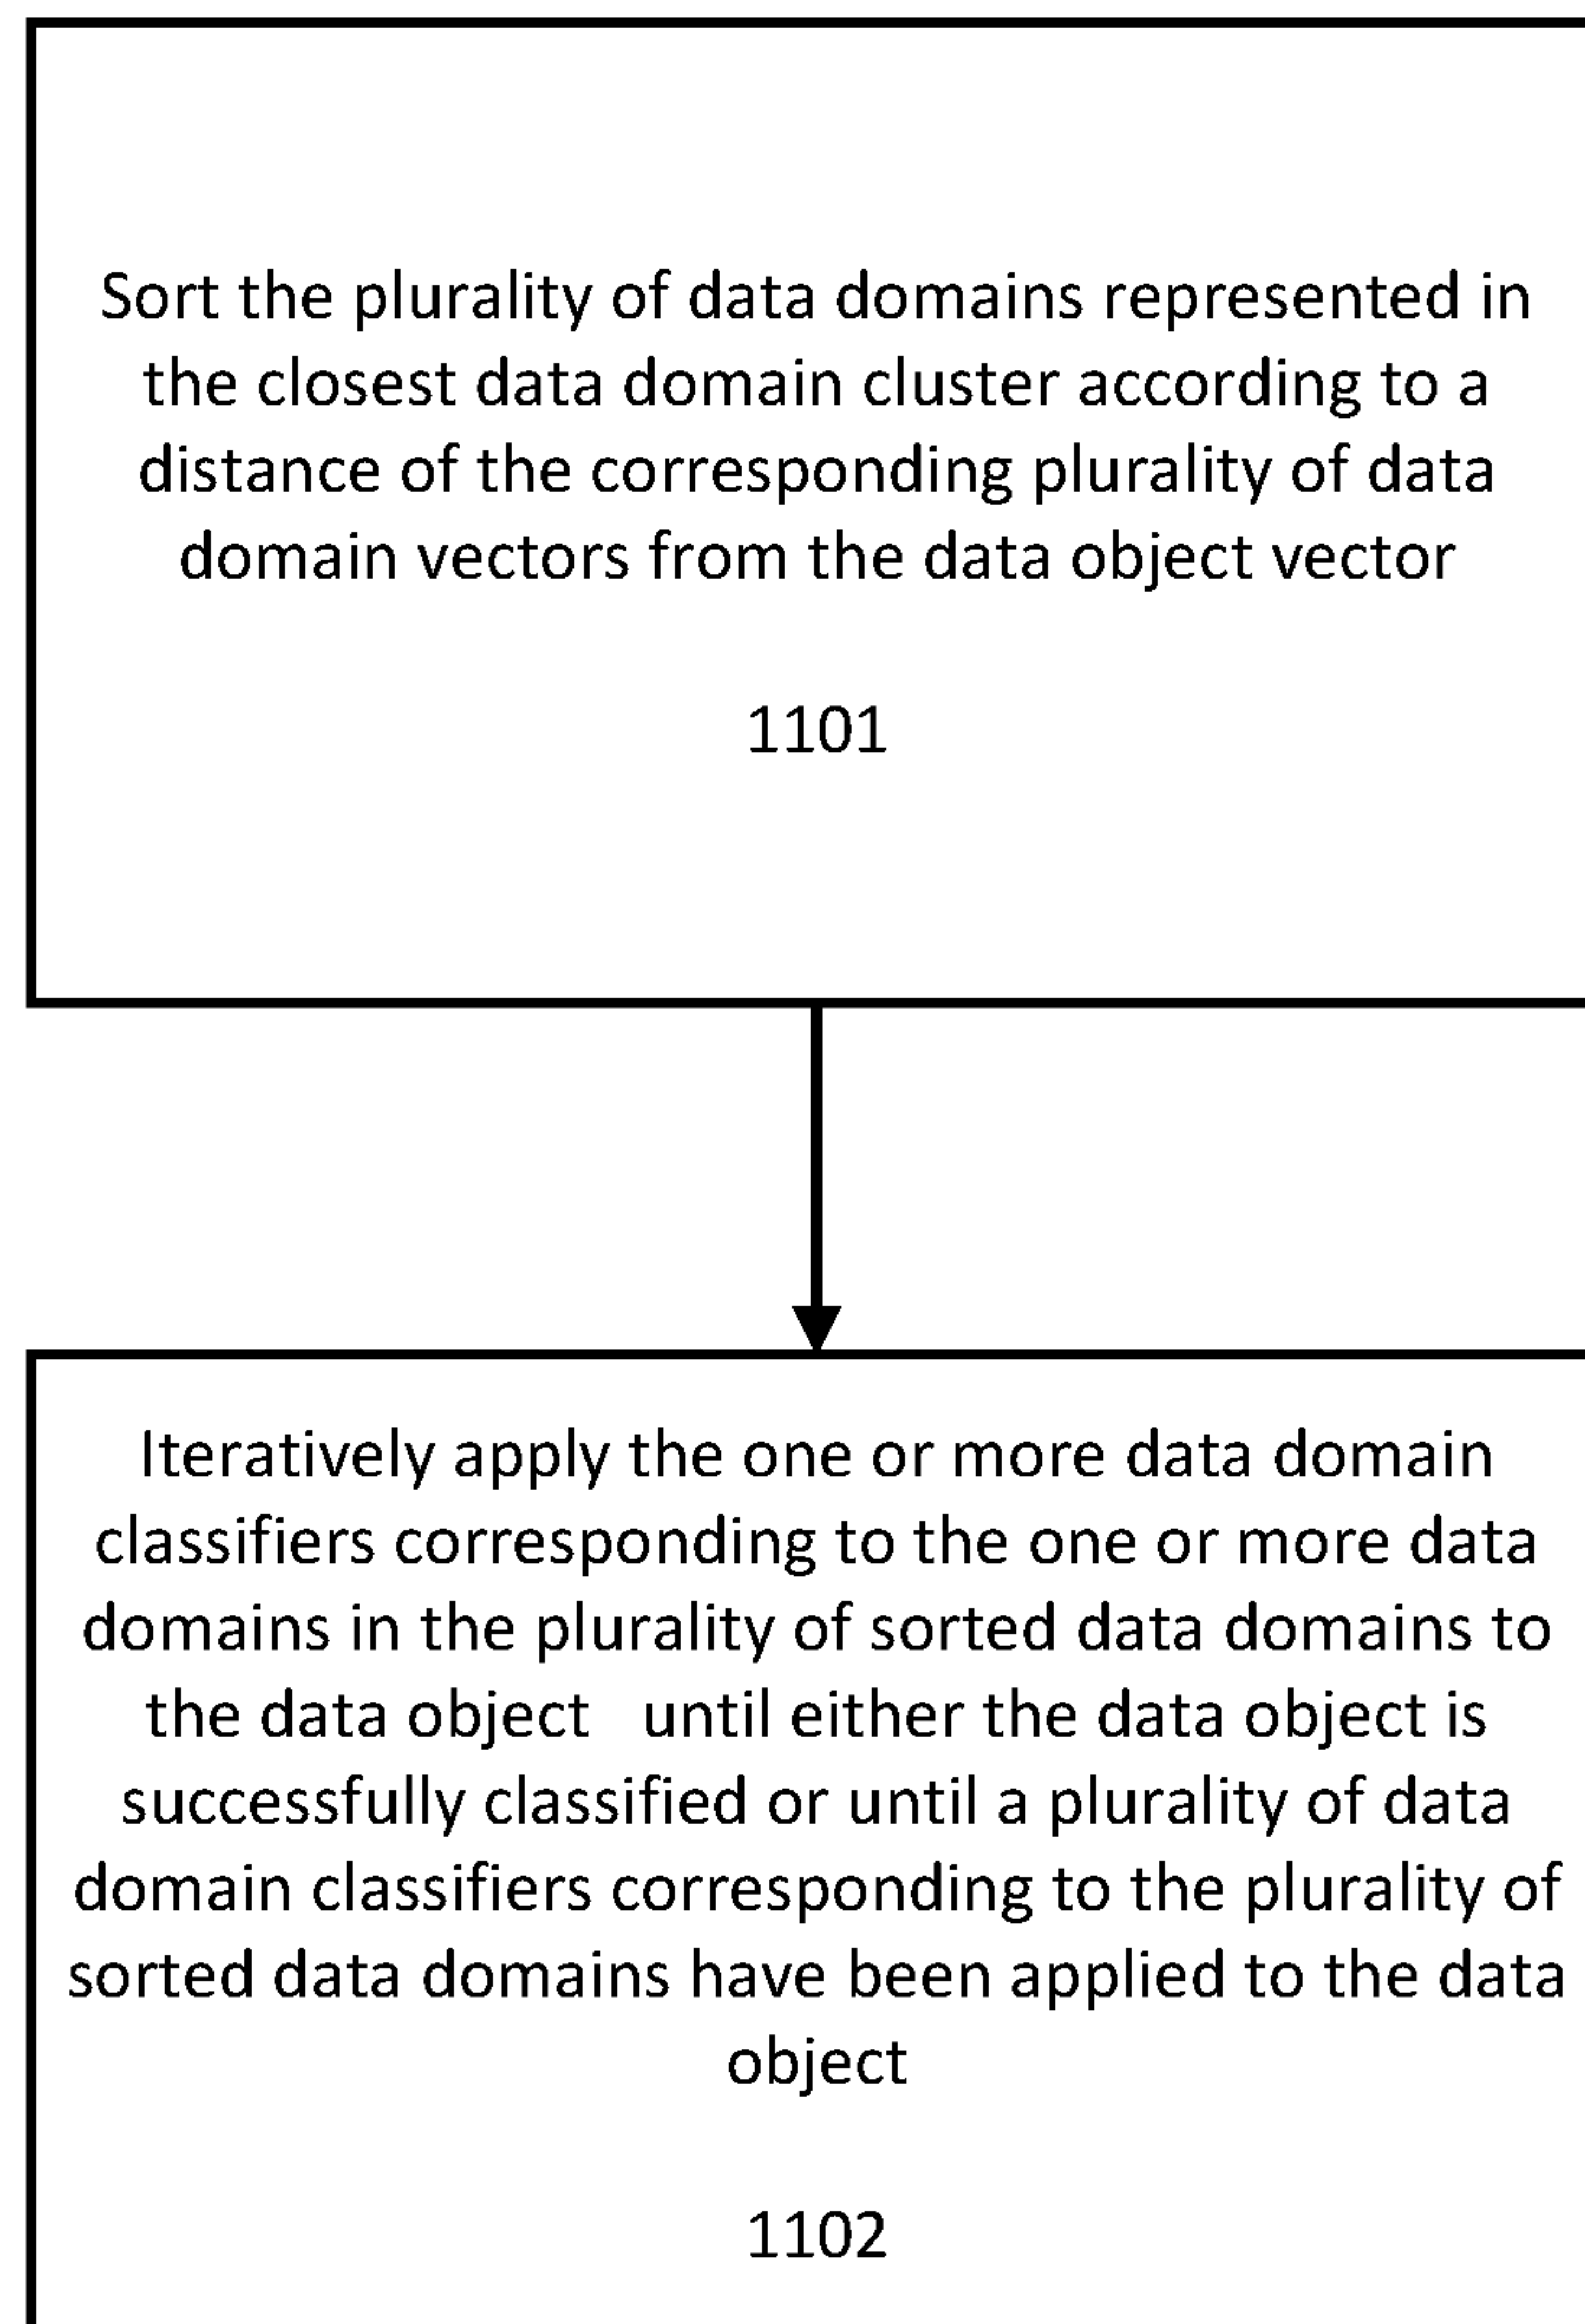 Sort the plurality of data domains represented in
the closest data domain cluster according to a
distance of the corresponding plurality of data
domain vectors from the data object vector
1101
Iteratively apply the one or more data domain
classifiers corresponding to the one or more data
domains in the plurality of sorted data domains to
the data object   until either the data object is
successfully classified or until a plurality of data
domain classifiers corresponding to the plurality of
sorted data domains have been applied to the data
object
1102